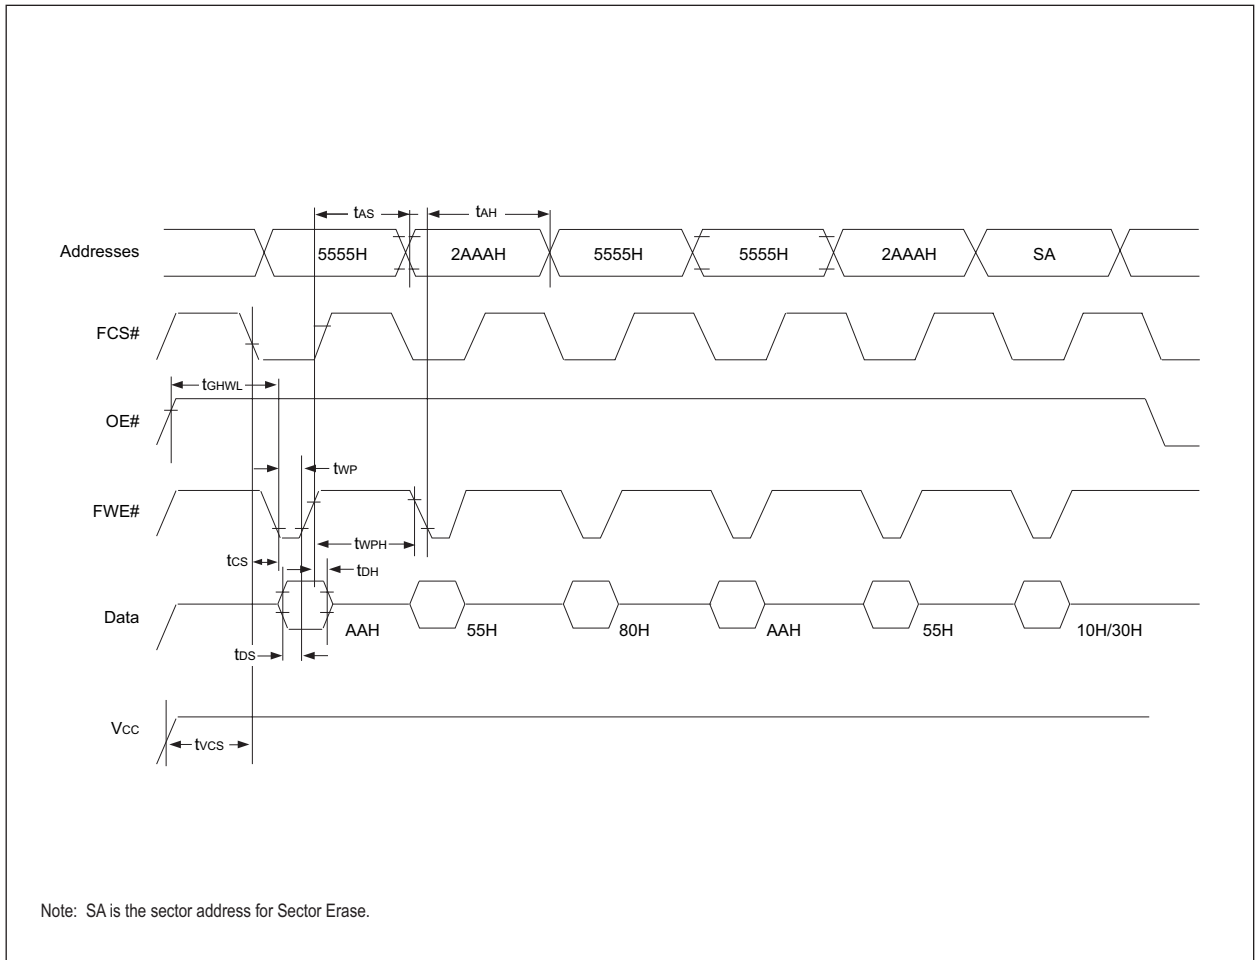 tAS
tAH
Addresses
5555H
2AAAH
5555H
5555H
2AAAH
SA
FCS#
tGHWL
OE#
tWP
FWE#
tWPH
tCS
tDH
Data
AAH
55H
80H
AAH
55H
10H/30H
tDS
VCC
tVCS
Note: SA is the sector address for Sector Erase.